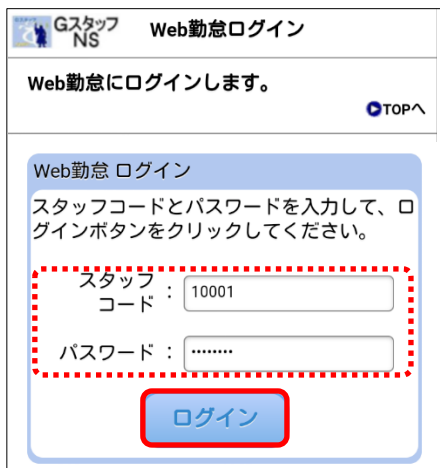 Gスタッフ
NS
Web勤怠ログイン
Web勤怠にログインします。
TOPへ
Web勤怠 ログイン
スタッフコードとパスワードを入力して、ロ
グインボタンをクリックしてください。
スタッフ
コード : 10001
パスワード : ••••••••
ログイン